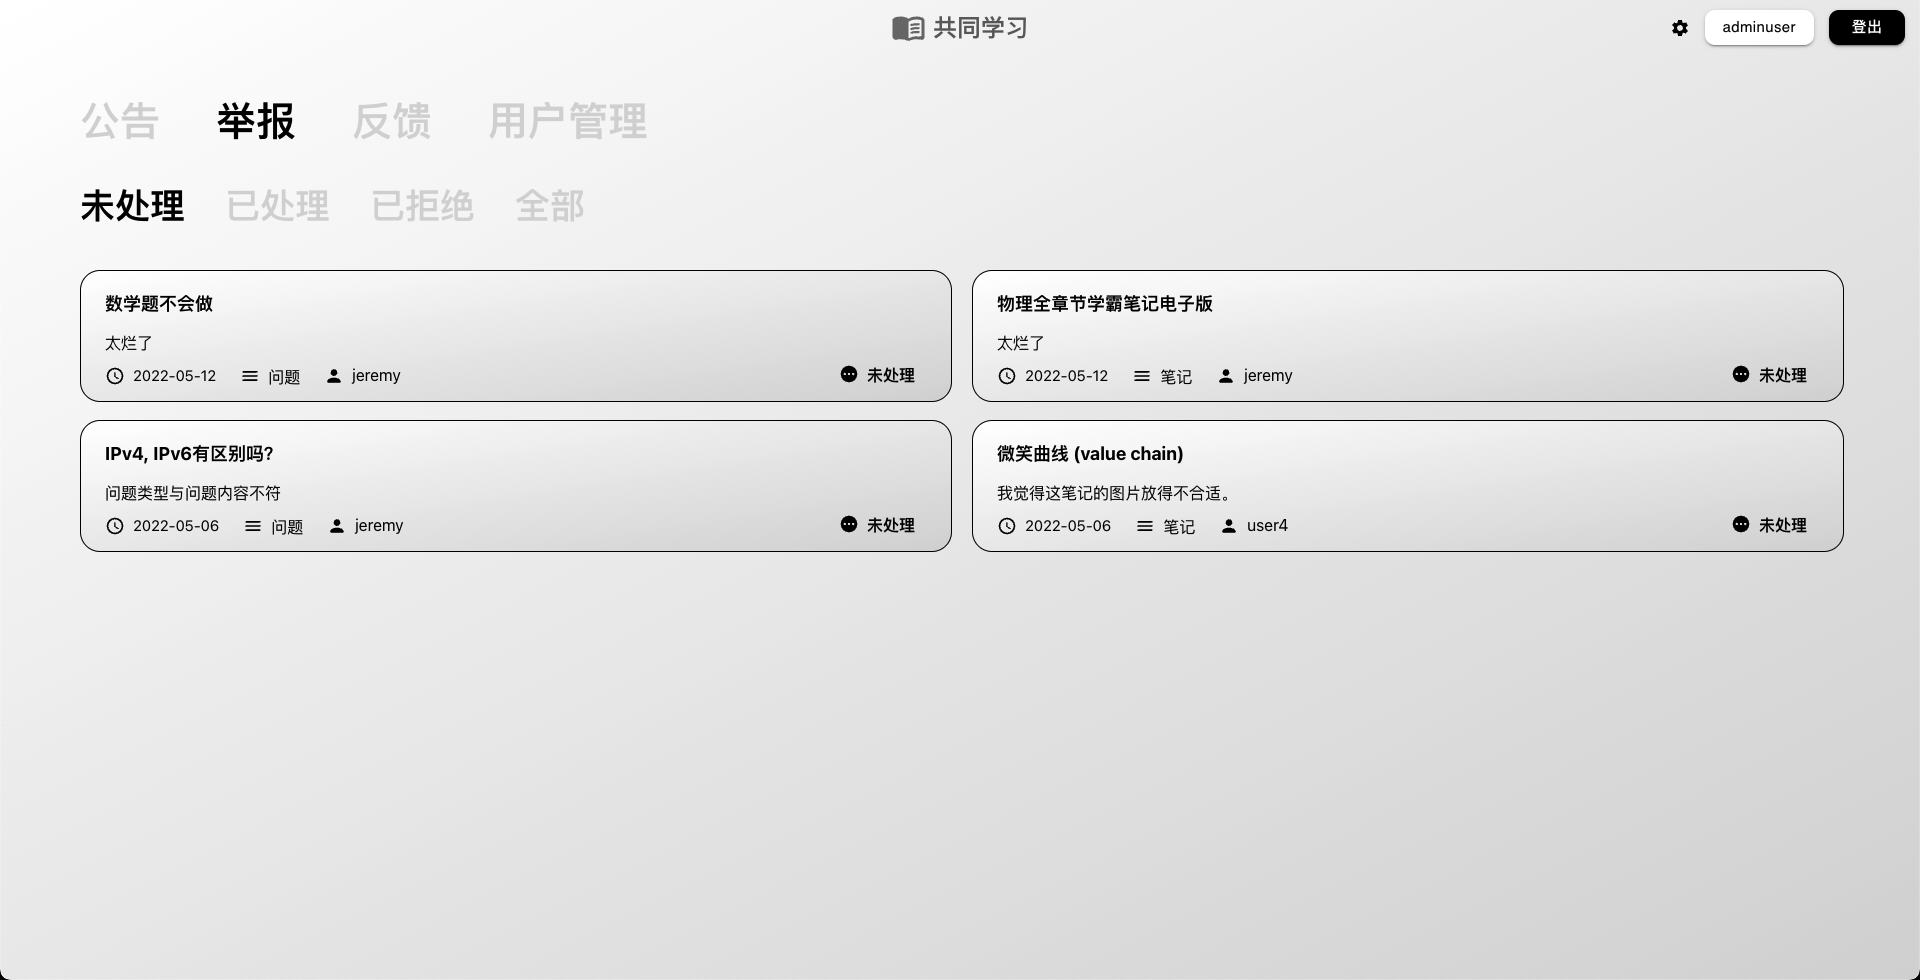 共同学习
adminuser
登出
公告 举报 反馈 用户管理
未处理 已处理 已拒绝 全部
数学题不会做
太烂了
2022-05-12 问题 jeremy 未处理
物理全章节学霸笔记电子版
太烂了
2022-05-12 笔记 jeremy 未处理
IPv4, IPv6有区别吗?
问题类型与问题内容不符
2022-05-06 问题 jeremy 未处理
微笑曲线 (value chain)
我觉得这笔记的图片放得不合适。
2022-05-06 笔记 user4 未处理